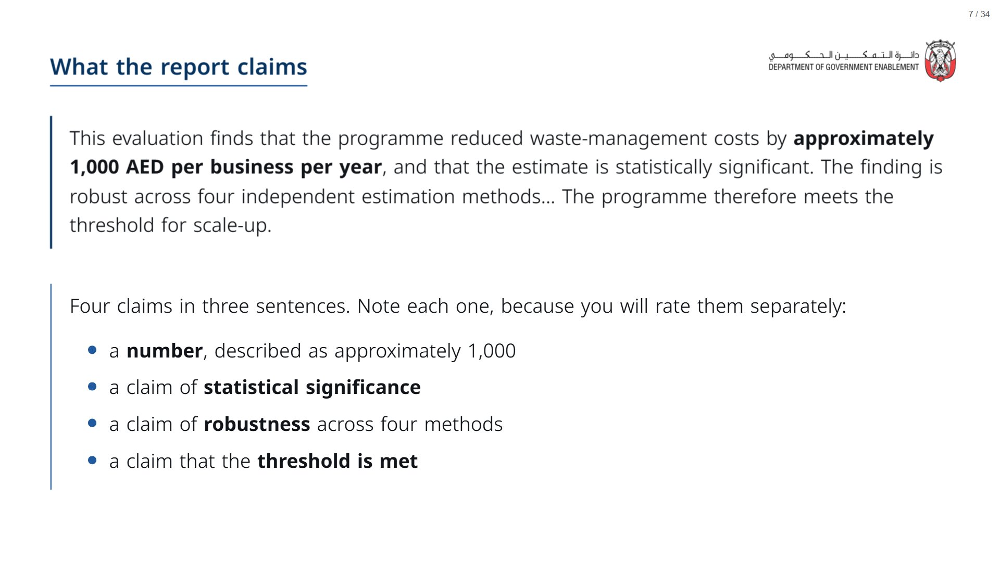 7 / 34
What the report claims
دائـــرة الـتـمـكـــــيـن الـحـكـــومـــي
DEPARTMENT OF GOVERNMENT ENABLEMENT
This evaluation finds that the programme reduced waste-management costs by approximately
1,000 AED per business per year, and that the estimate is statistically significant. The finding is
robust across four independent estimation methods... The programme therefore meets the
threshold for scale-up.
Four claims in three sentences. Note each one, because you will rate them separately:
a number, described as approximately 1,000
a claim of statistical significance
a claim of robustness across four methods
a claim that the threshold is met